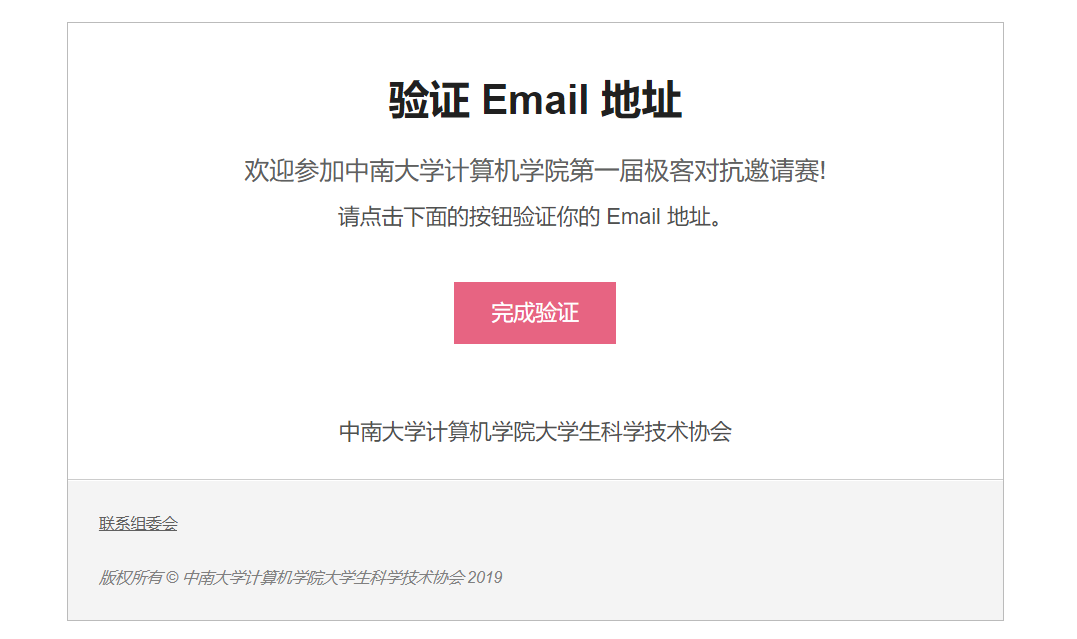 验证 Email 地址
欢迎参加中南大学计算机学院第一届极客对抗邀请赛!
请点击下面的按钮验证你的 Email 地址。
完成验证
中南大学计算机学院大学生科学技术协会
联系组委会
版权所有 © 中南大学计算机学院大学生科学技术协会 2019